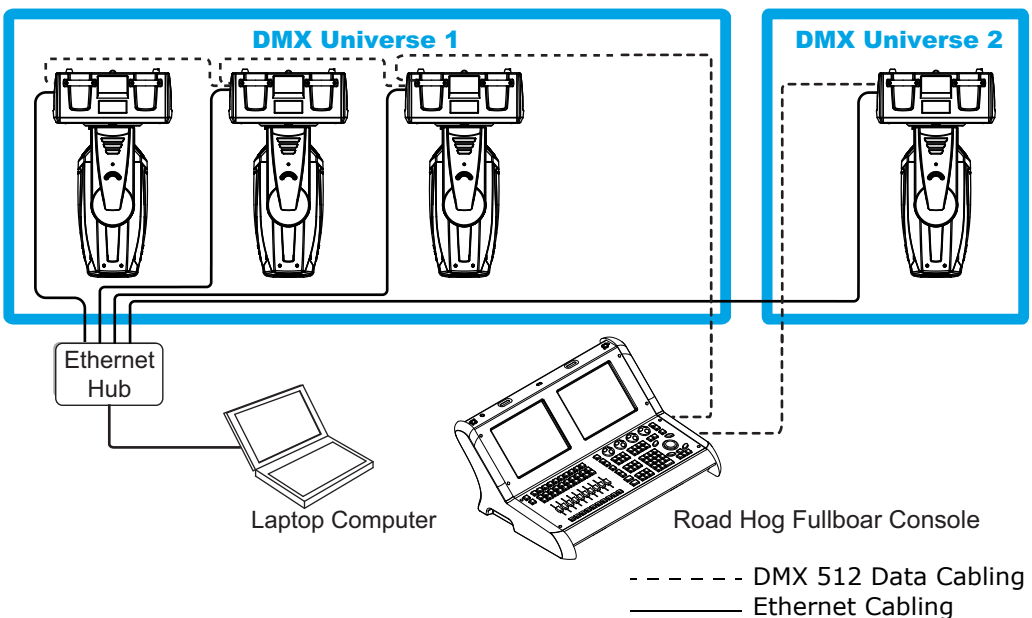 DMX Universe 1
DMX Universe 2
Ethernet
Hub
Laptop Computer
Road Hog Fullboar Console
DMX 512 Data Cabling
Ethernet Cabling